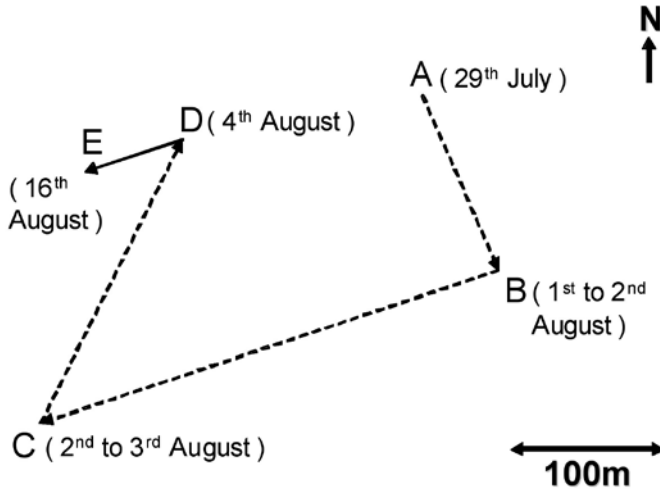 N
A ( 29th July )
D ( 4th August )
E
( 16th
August )
B ( 1st to 2nd
August )
C ( 2nd to 3rd August )
100m